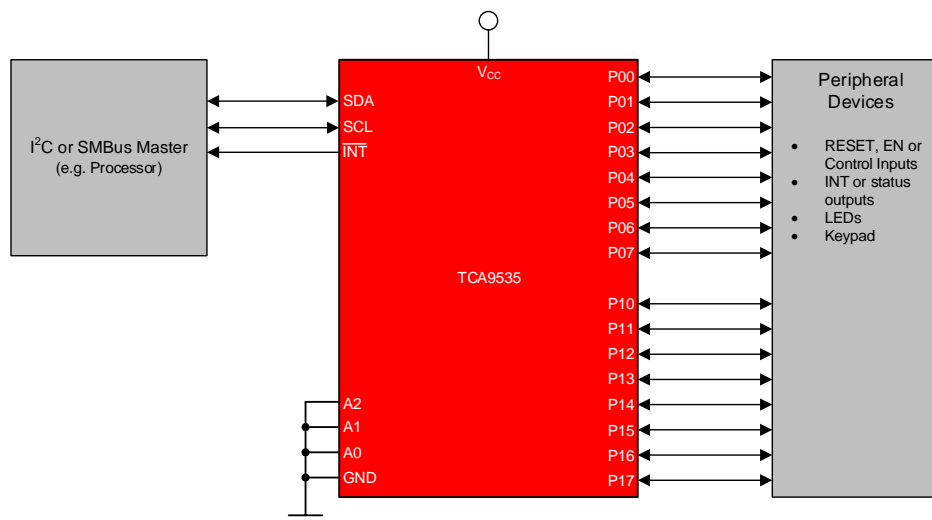 I²C or SMBus Master
(e.g. Processor)
VCC
SDA
SCL
INT
TCA9535
A2
A1
A0
GND
P00
P01
P02
P03
P04
P05
P06
P07
P10
P11
P12
P13
P14
P15
P16
P17
Peripheral
Devices
• RESET, EN or
Control Inputs
• INT or status
outputs
• LEDs
• Keypad